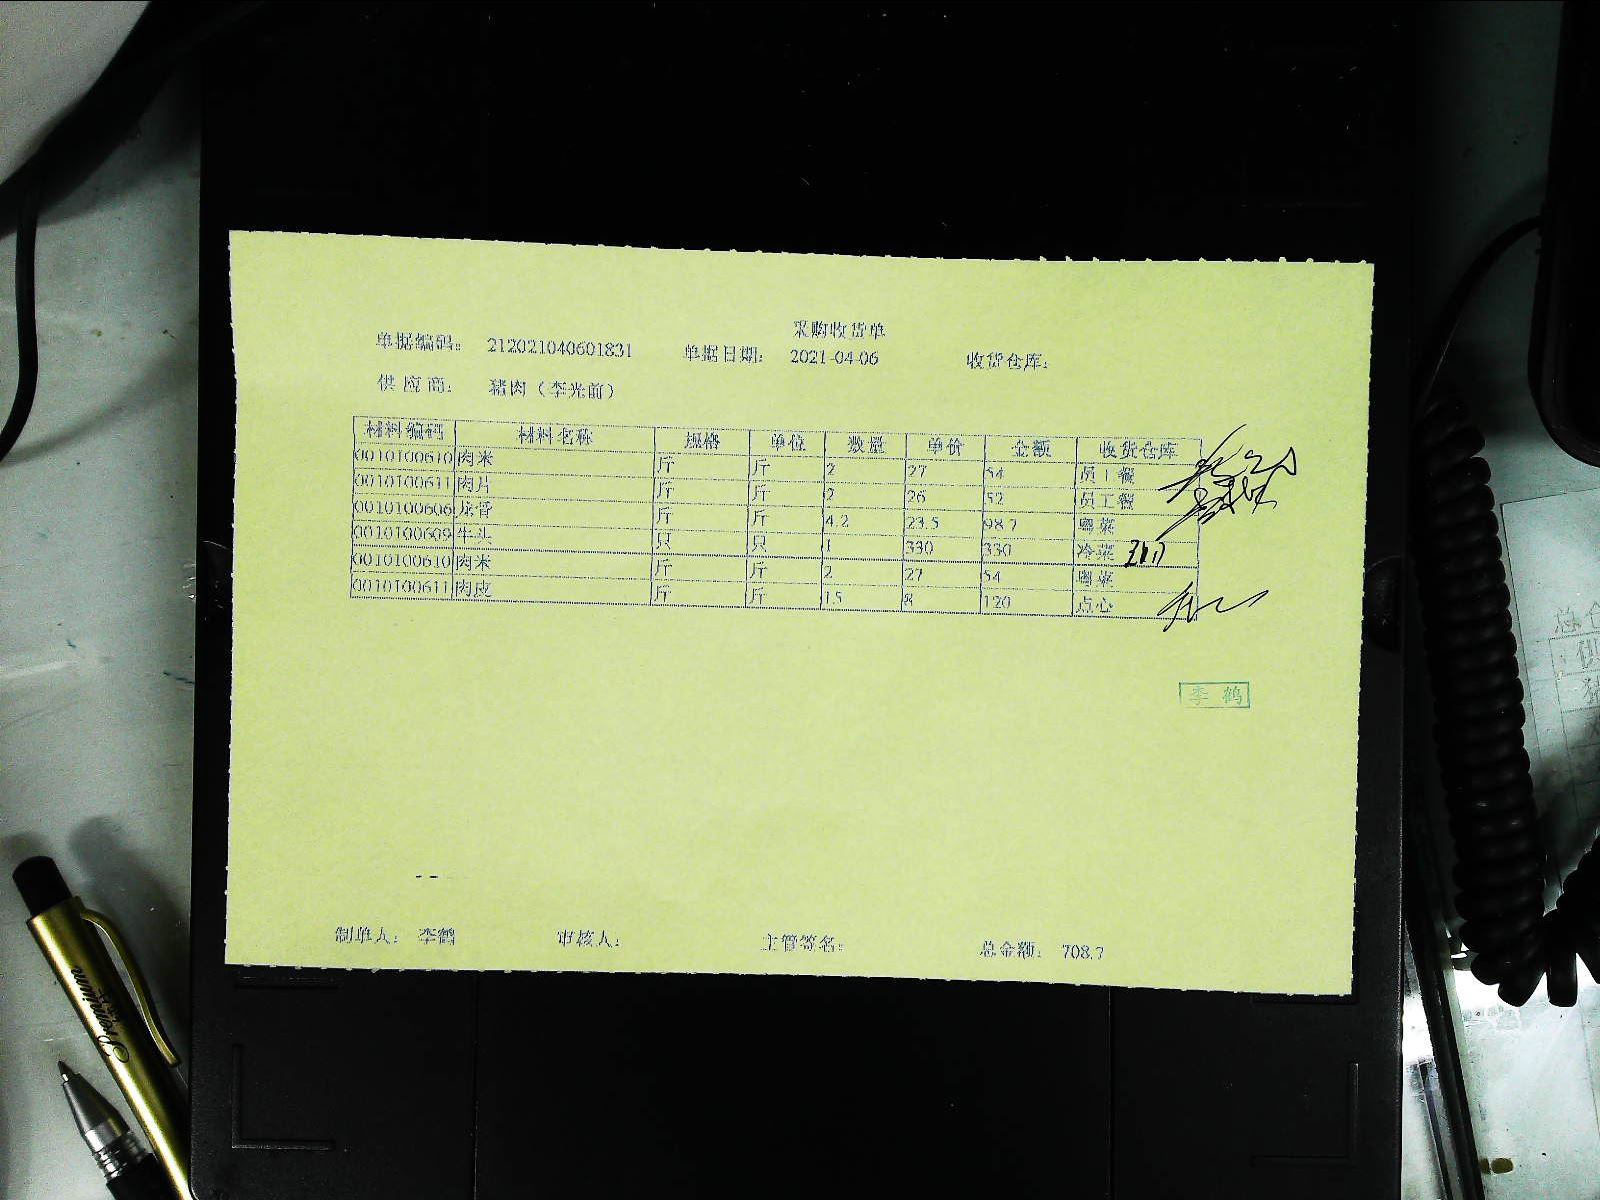 采购收货单
单据编码： 212021040601831 单据日期： 2021-04-06 收货仓库：
供应商： 猪肉（李光前）
材料编码 材料名称 规格 单位 数量 单价 金额 收货仓库
0010100610 肉米 斤 斤 2 27 54 员工餐
0010100611 肉片 斤 斤 2 26 52 员工餐
0010100606 龙骨 斤 斤 4.2 23.5 98.7 粤菜
0010100609 牛头 只 只 1 330 330 冷菜
0010100610 肉米 斤 斤 2 27 54 粤菜
0010100611 肉皮 斤 斤 15 8 120 点心
李鹤
制单人： 李鹤 审核人： 主管签名： 总金额： 708.7
Premium